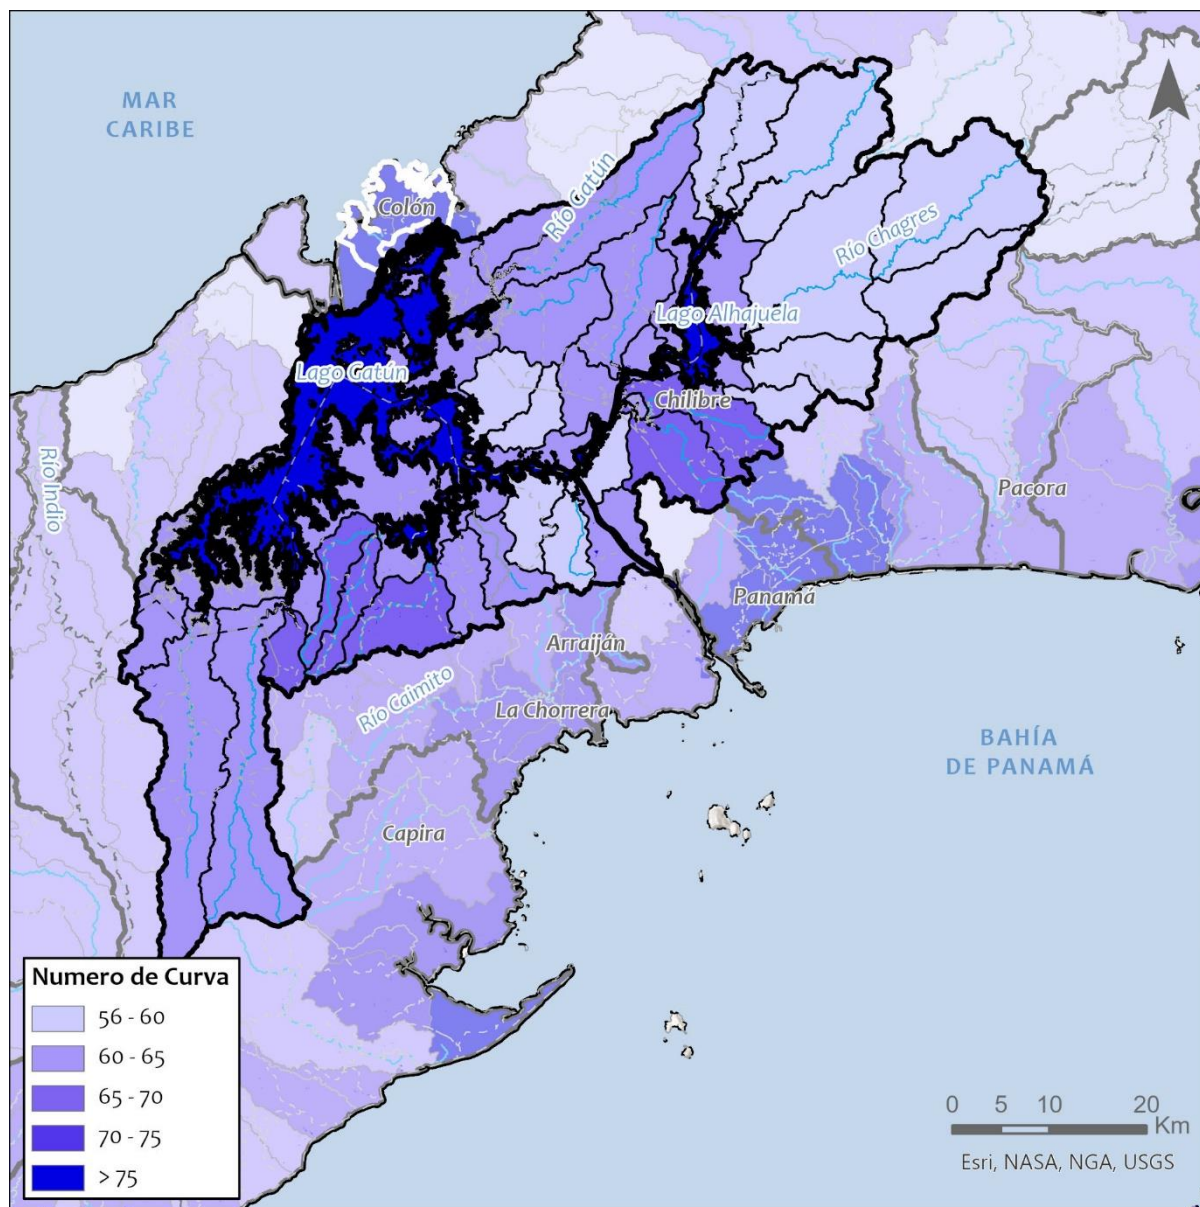 N
MAR
CARIBE
Colón
Río Gatún
Río Chagres
Lago Alhajuela
Lago Gatún
Chilibre
Río Indio
Pacora
Panamá
Arraiján
Río Caimito
La Chorrera
BAHÍA
DE PANAMÁ
Capira
Numero de Curva
56 - 60
60 - 65
65 - 70
70 - 75
> 75
0 5 10 20
Km
Esri, NASA, NGA, USGS